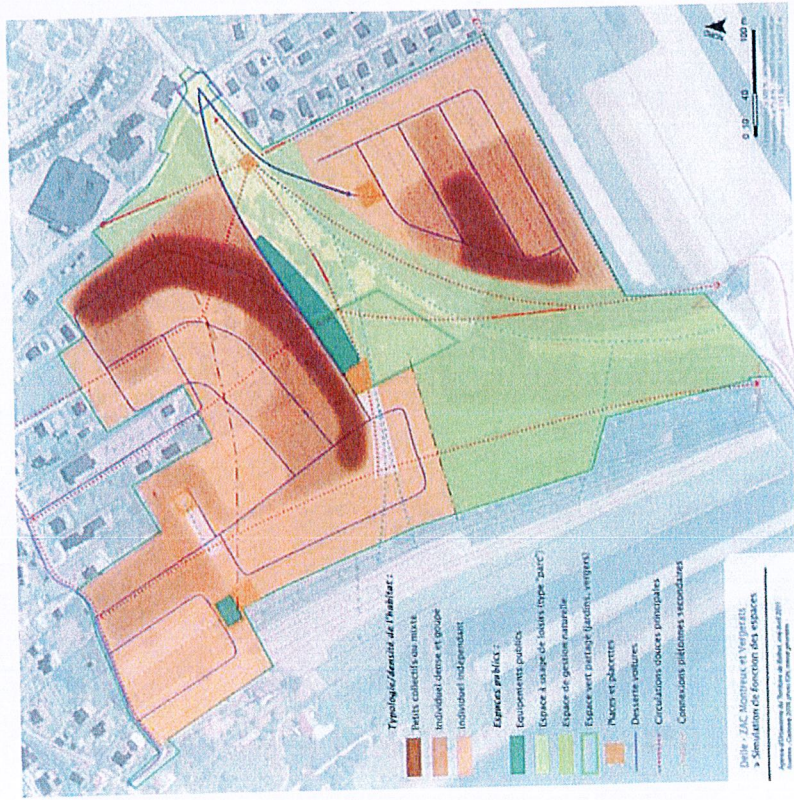 Typologie/densité de l'habitat :
Petits collectifs ou mixte
Individuel dense et goupé
Individuel indépendant
Espaces publics :
Equipements publics
Espace à usage de loisirs (type "parc")
Espace de gestion naturelle
Espace vert partagé (jardins, vergers)
Places et placettes
Desserte voitures
Circulations douces principales
Connexions piétonnes secondaires
Delle - ZAC Montreux et Vergerats
> Simulation de fonction des espaces
N
100 m